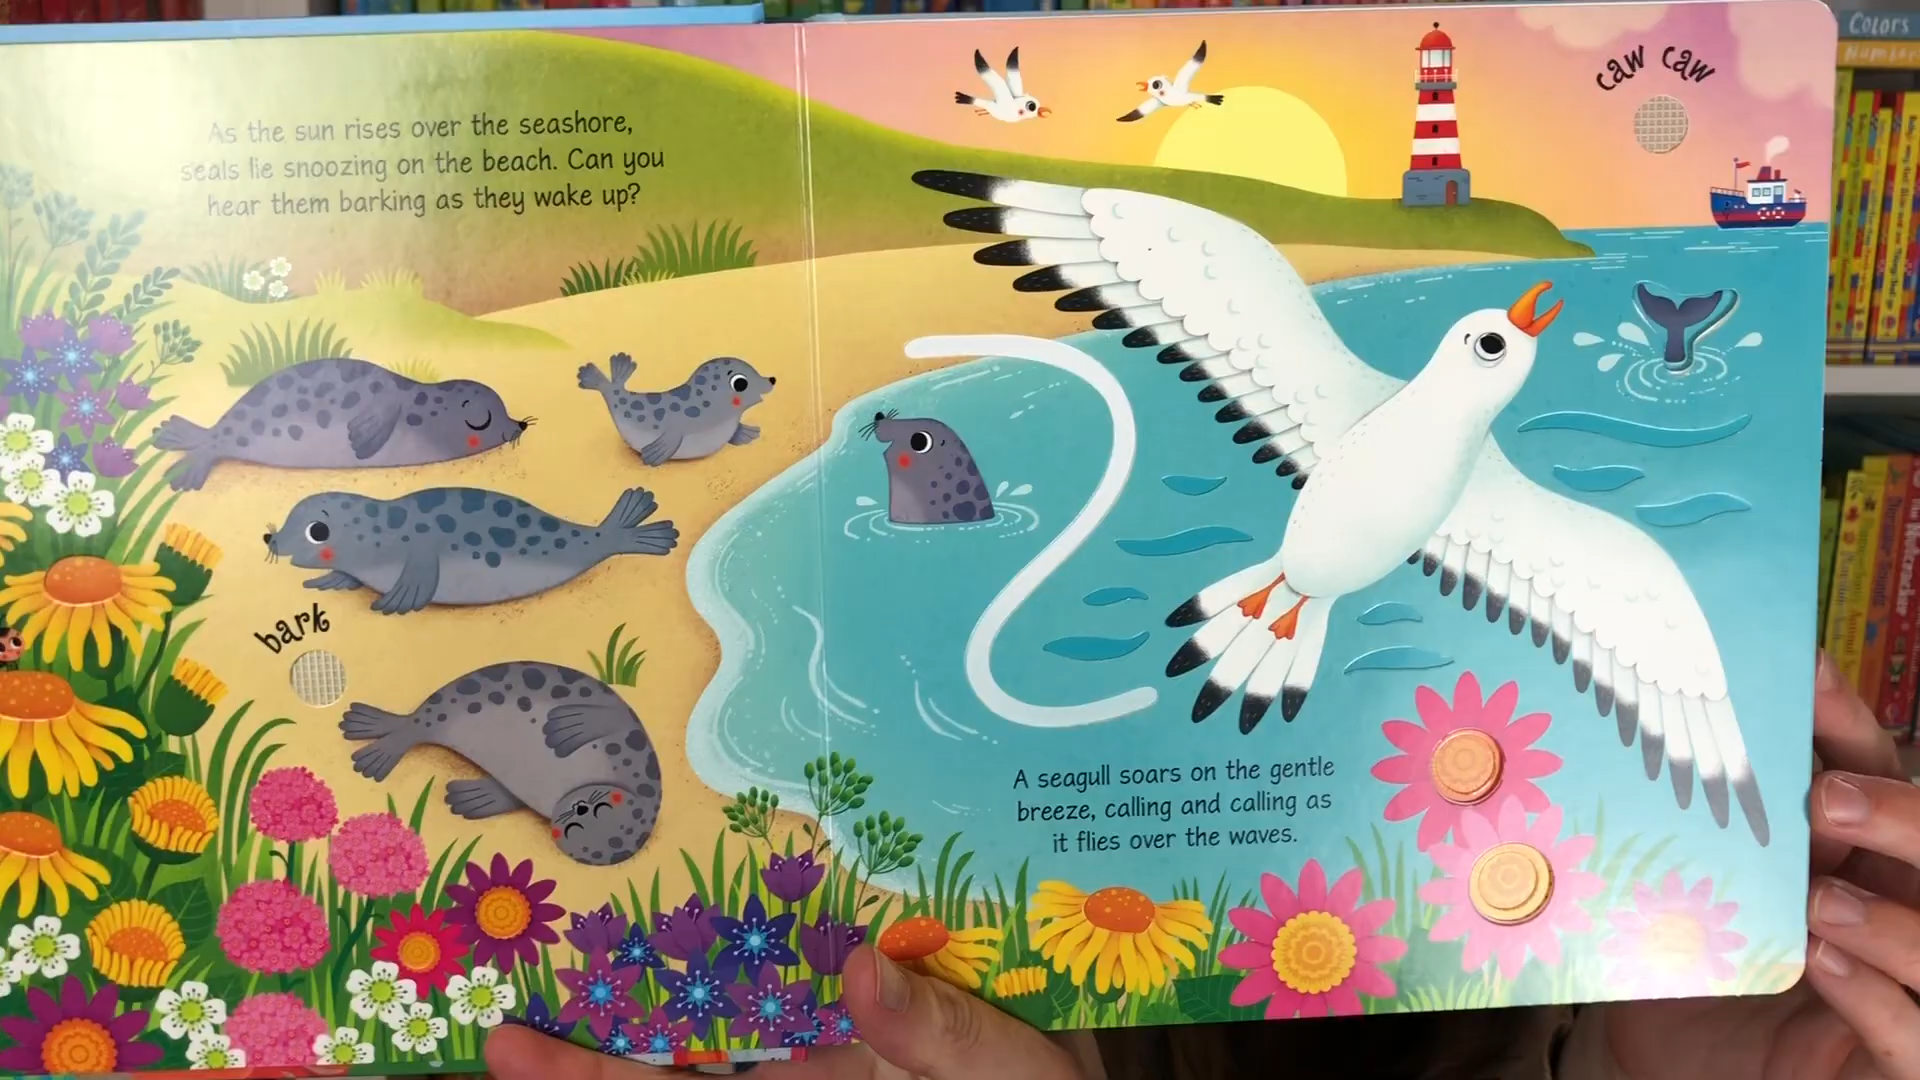 As the sun rises over the seashore,
seals lie snoozing on the beach. Can you
hear them barking as they wake up?
bark
caw caw
A seagull soars on the gentle
breeze, calling and calling as
it flies over the waves.
Colors